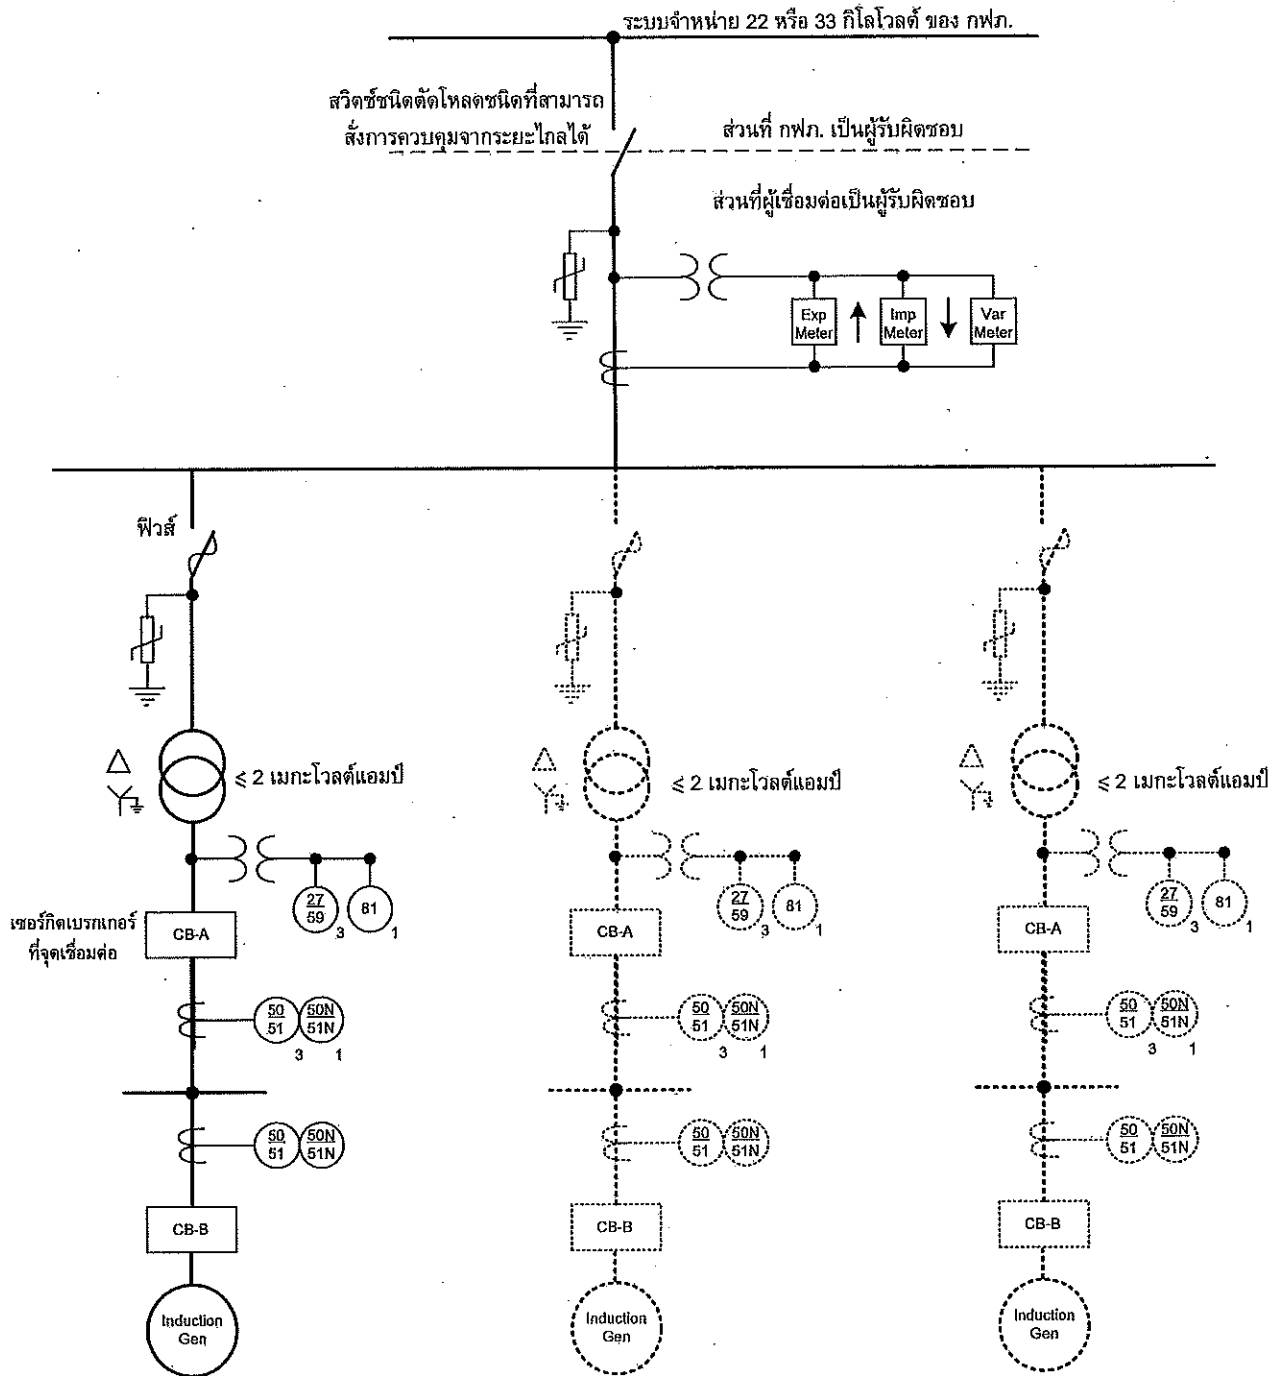 ระบบจำหน่าย 22 หรือ 33 กิโลโวลต์ ของ กฟภ.
สวิตช์ชนิดตัดโหลดชนิดที่สามารถ
สั่งการควบคุมจากระยะไกลได้
ส่วนที่ กฟภ. เป็นผู้รับผิดชอบ
ส่วนที่ผู้เชื่อมต่อเป็นผู้รับผิดชอบ
Exp
Meter
Imp
Meter
Var
Meter
ฟิวส์
≤ 2 เมกะโวลต์แอมป์
≤ 2 เมกะโวลต์แอมป์
≤ 2 เมกะโวลต์แอมป์
27
59
3
81
1
27
59
3
81
1
27
59
3
81
1
เซอร์กิตเบรกเกอร์
ที่จุดเชื่อมต่อ
CB-A
CB-A
CB-A
50
51
3
50N
51N
1
50
51
3
50N
51N
1
50
51
3
50N
51N
1
50
51
50N
51N
50
51
50N
51N
50
51
50N
51N
CB-B
CB-B
CB-B
Induction
Gen
Induction
Gen
Induction
Gen